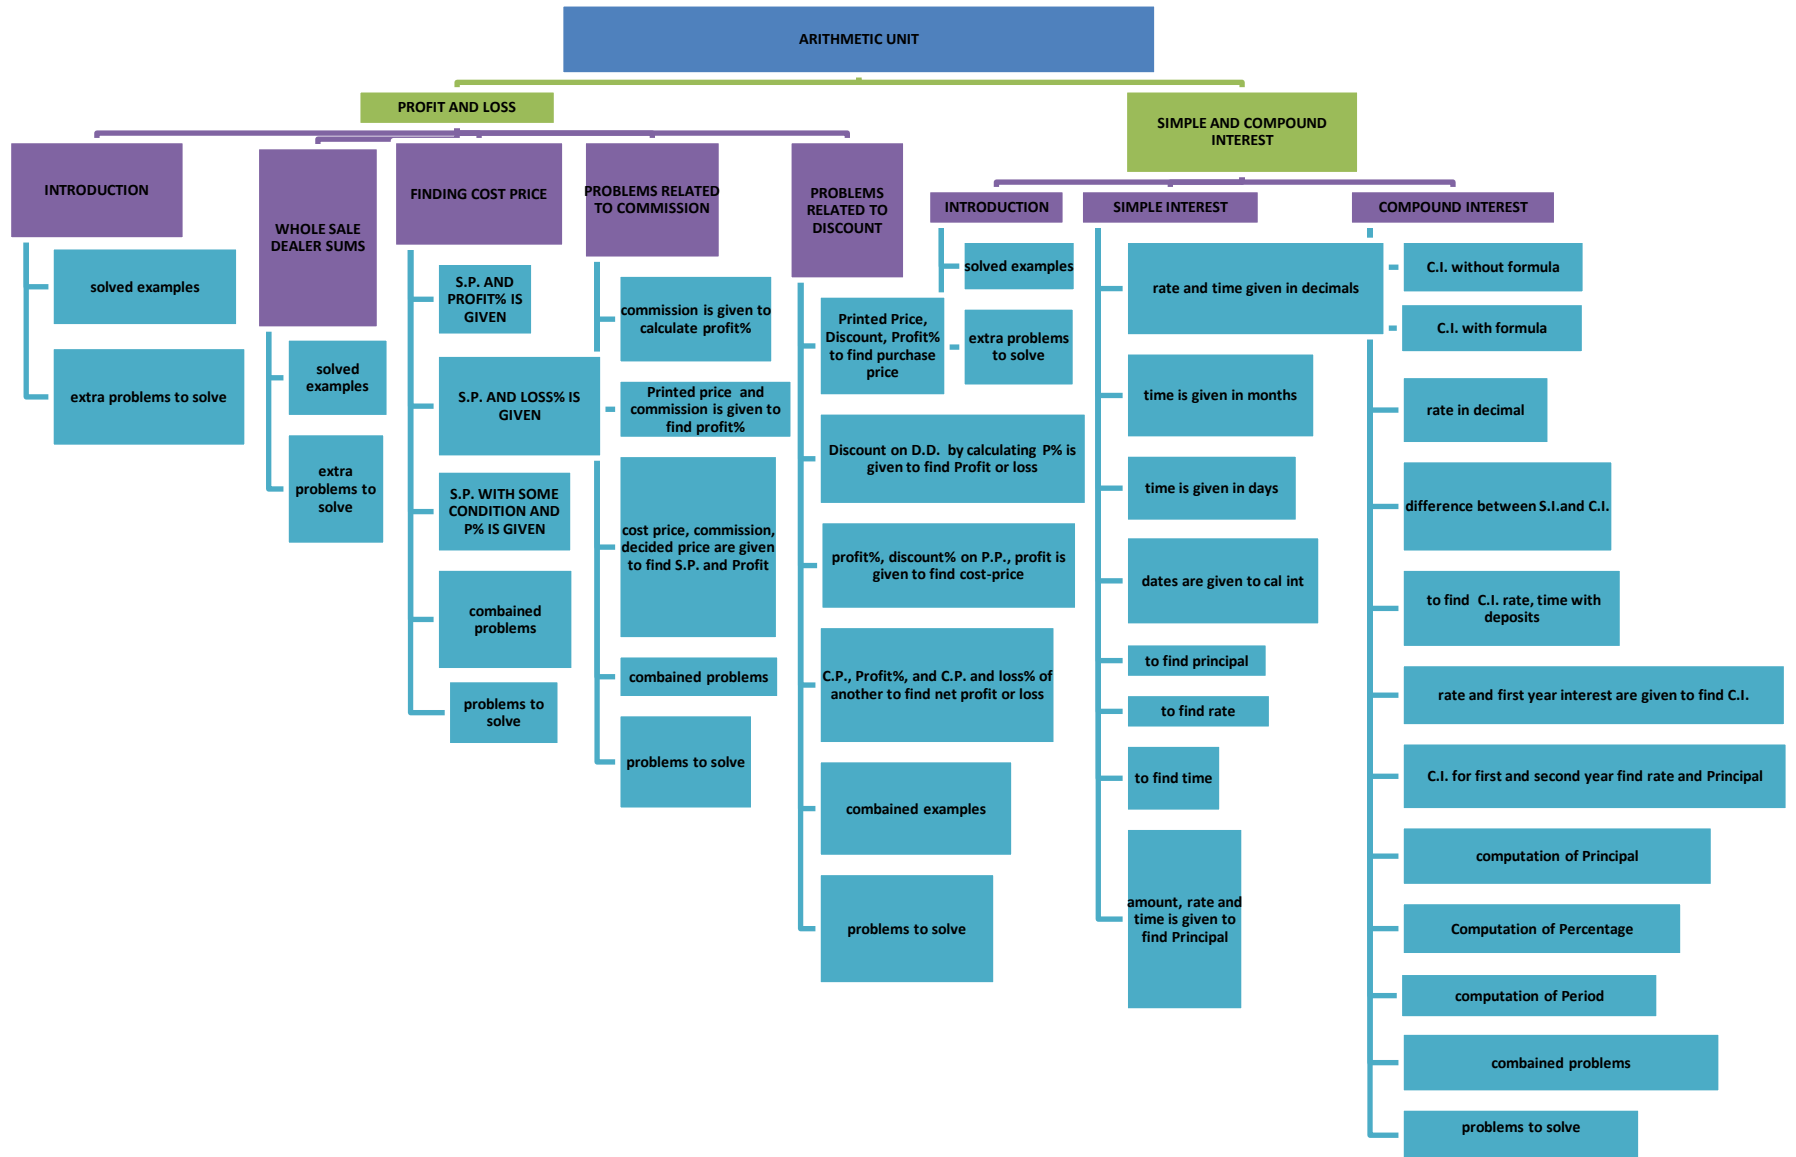 ARITHMETIC UNIT
PROFIT AND LOSS
INTRODUCTION
solved examples
extra problems to solve
WHOLE SALE
DEALER SUMS
solved
examples
extra
problems to
solve
FINDING COST PRICE
S.P. AND
PROFIT% IS
GIVEN
S.P. AND LOSS% IS
GIVEN
S.P. WITH SOME
CONDITION AND
P% IS GIVEN
combained
problems
problems to
solve
PROBLEMS RELATED
TO COMMISSION
commission is given to
calculate profit%
Printed price and
commission is given to
find profit%
cost price, commission,
decided price are given
to find S.P. and Profit
combained problems
problems to solve
PROBLEMS
RELATED TO
DISCOUNT
Printed Price,
Discount, Profit%
to find purchase
price
Discount on D.D. by calculating P% is
given to find Profit or loss
profit%, discount% on P.P., profit is
given to find cost-price
C.P., Profit%, and C.P. and loss% of
another to find net profit or loss
combained examples
problems to solve
SIMPLE AND COMPOUND
INTEREST
INTRODUCTION
solved examples
extra problems
to solve
SIMPLE INTEREST
rate and time given in decimals
time is given in months
time is given in days
dates are given to cal int
to find principal
to find rate
to find time
amount, rate and
time is given to
find Principal
COMPOUND INTEREST
C.I. without formula
C.I. with formula
rate in decimal
difference between S.I.and C.I.
to find C.I. rate, time with
deposits
rate and first year interest are given to find C.I.
C.I. for first and second year find rate and Principal
computation of Principal
Computation of Percentage
computation of Period
combained problems
problems to solve